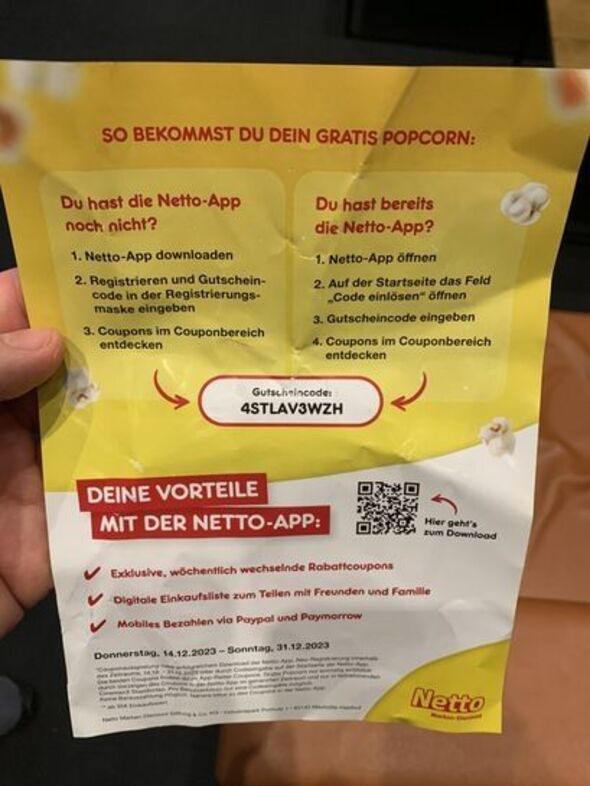 SO BEKOMMST DU DEIN GRATIS POPCORN:
Du hast die Netto-App
noch nicht?
1. Netto-App downloaden
2. Registrieren und Gutschein-
code in der Registrierungs-
maske eingeben
3. Coupons im Couponbereich
entdecken
Du hast bereits
die Netto-App?
1. Netto-App öffnen
2. Auf der Startseite das Feld
„Code einlösen“ öffnen
3. Gutscheincode eingeben
4. Coupons im Couponbereich
entdecken
Gutscheincode:
4STLAV3WZH
DEINE VORTEILE
MIT DER NETTO-APP:
Hier geht's
zum Download
Exklusive, wöchentlich wechselnde Rabattcoupons
Digitale Einkaufsliste zum Teilen mit Freunden und Familie
Mobiles Bezahlen via Paypal und Paymorrow
Donnerstag, 14.12.2023 – Sonntag, 31.12.2023
Netto
Marken-Discount